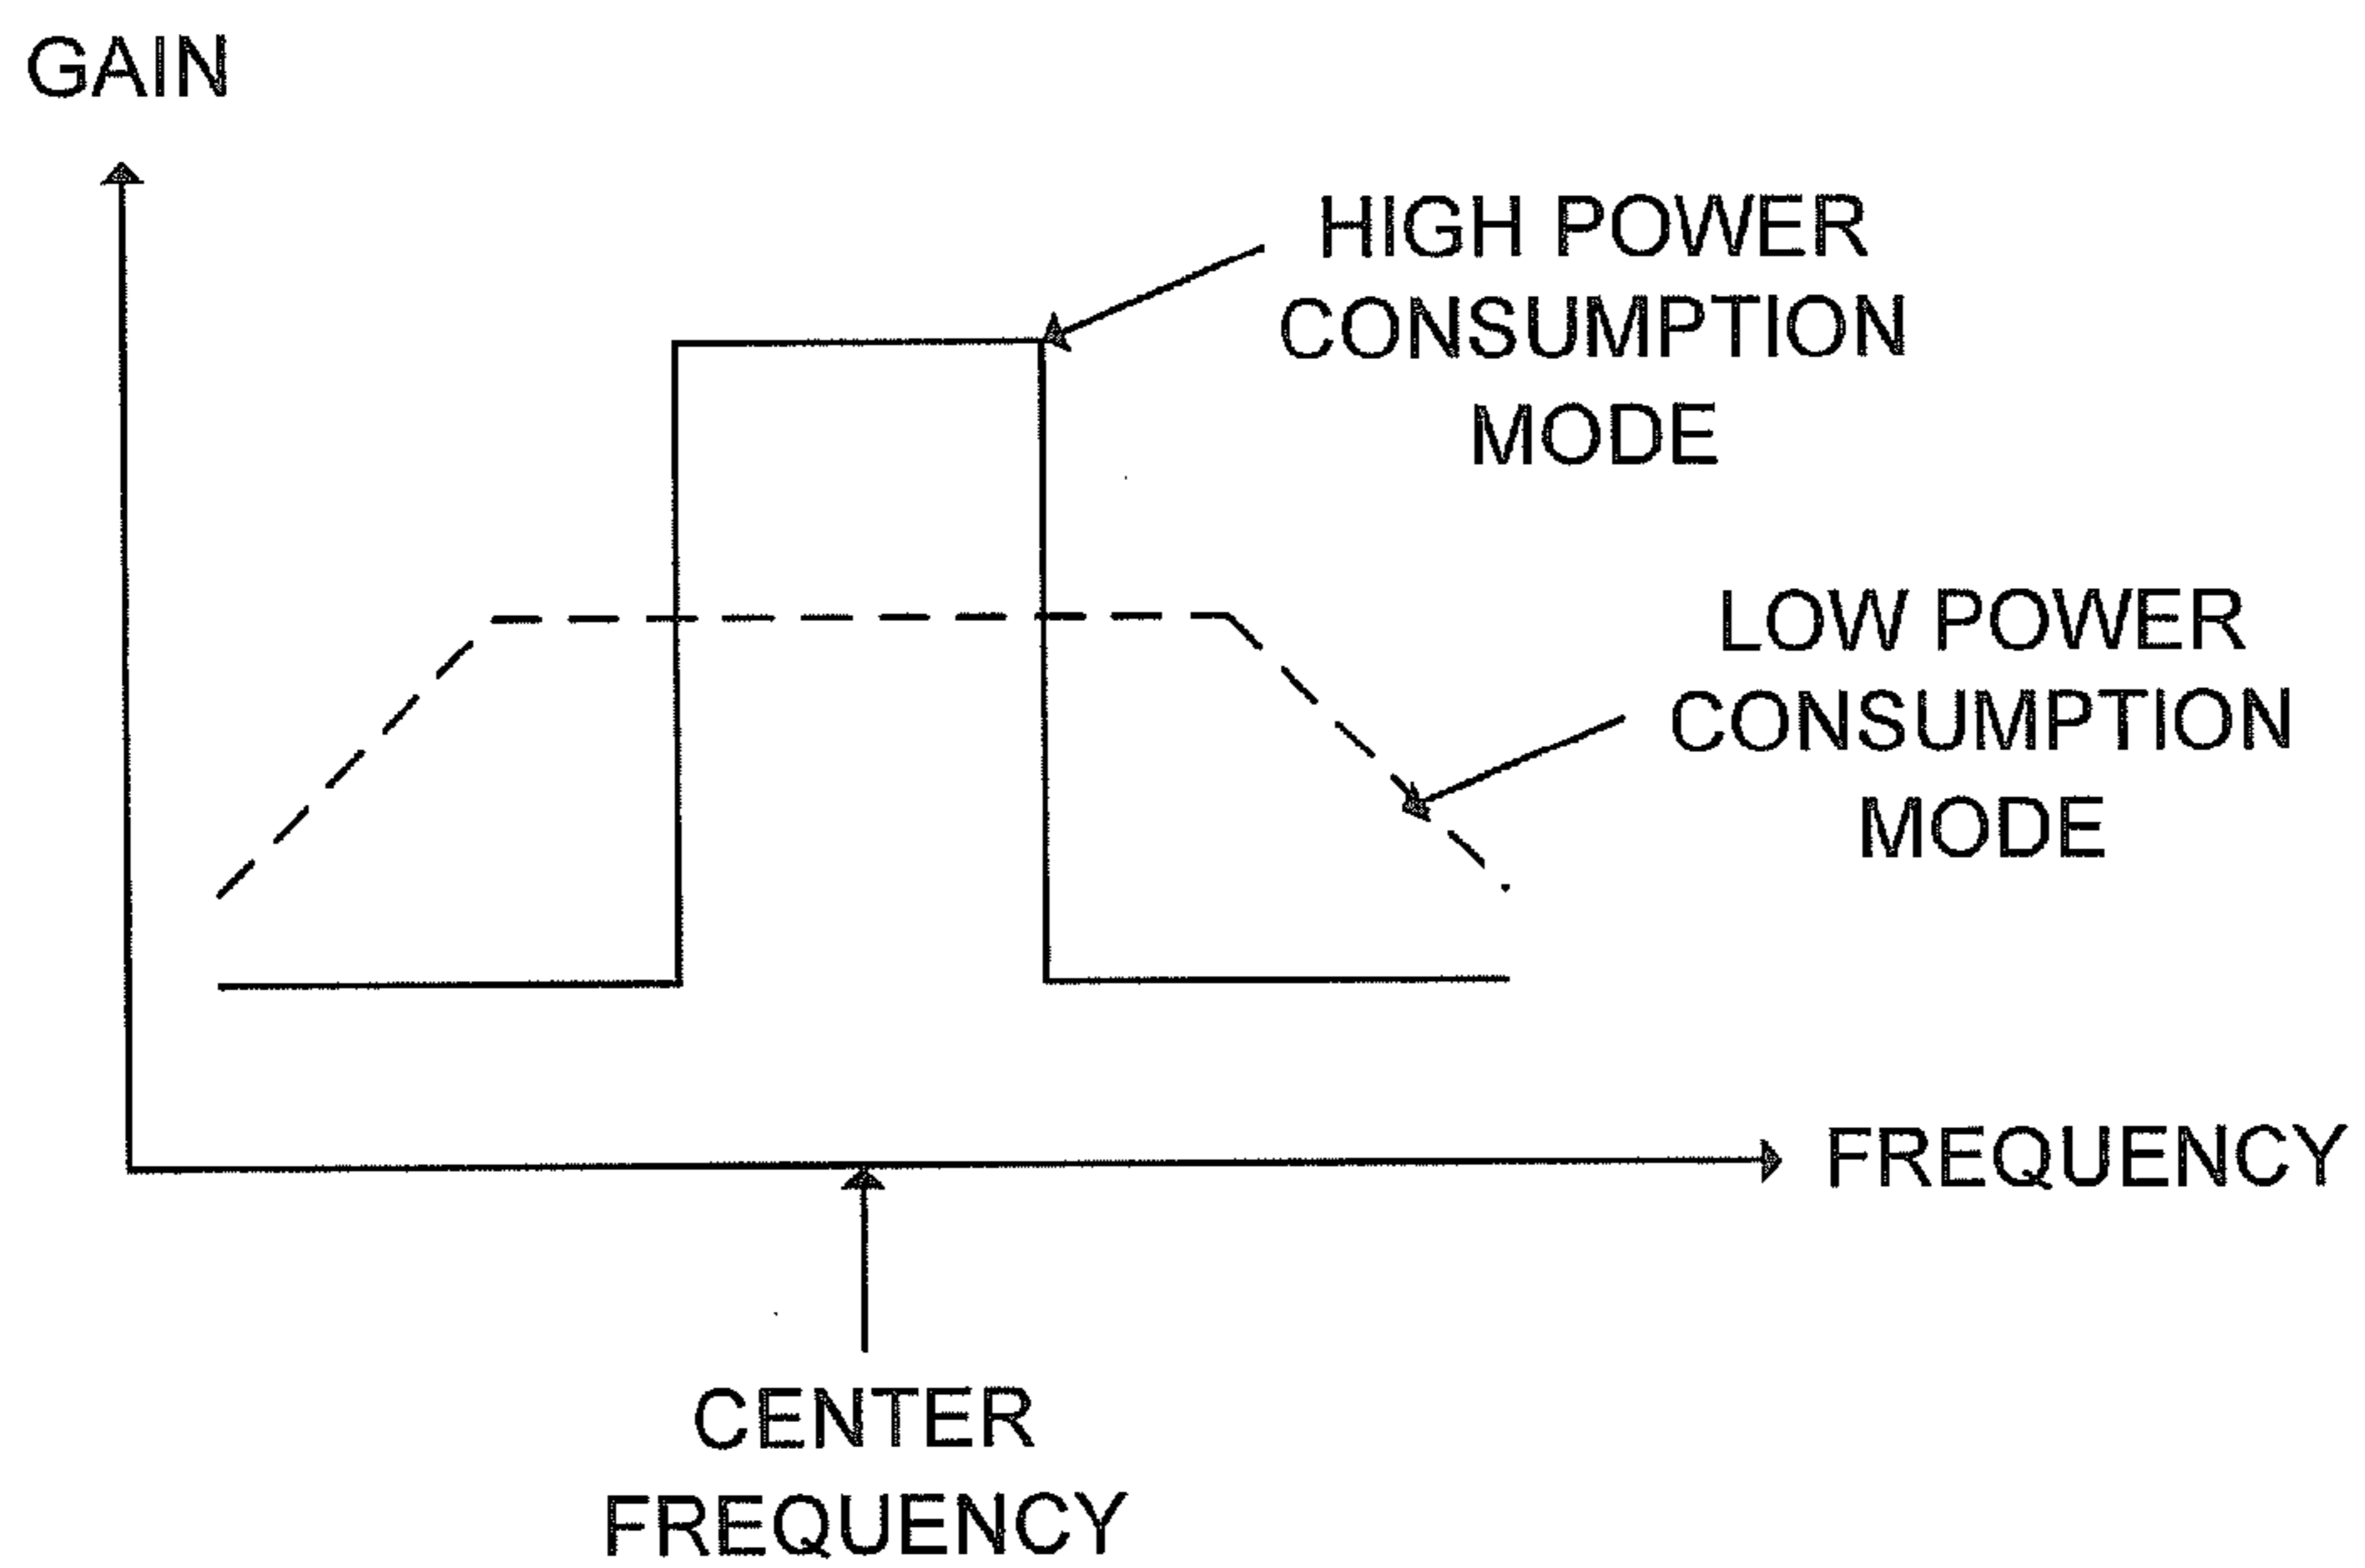 GAIN
HIGH POWER
CONSUMPTION
MODE
LOW POWER
CONSUMPTION
MODE
FREQUENCY
CENTER
FREQUENCY